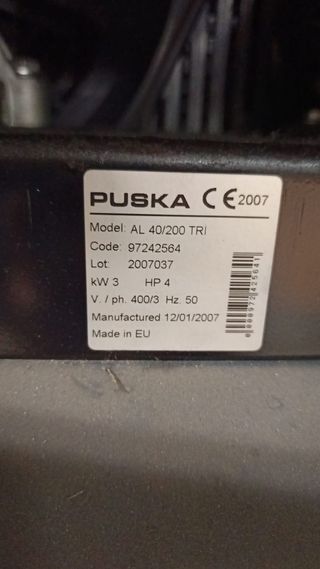 PUSKA CE 2007
Model: AL 40/200 TRI
Code: 97242564
Lot: 2007037
kW 3 HP 4
V. / ph. 400/3 Hz. 50
Manufactured 12/01/2007
Made in EU
0000972425641